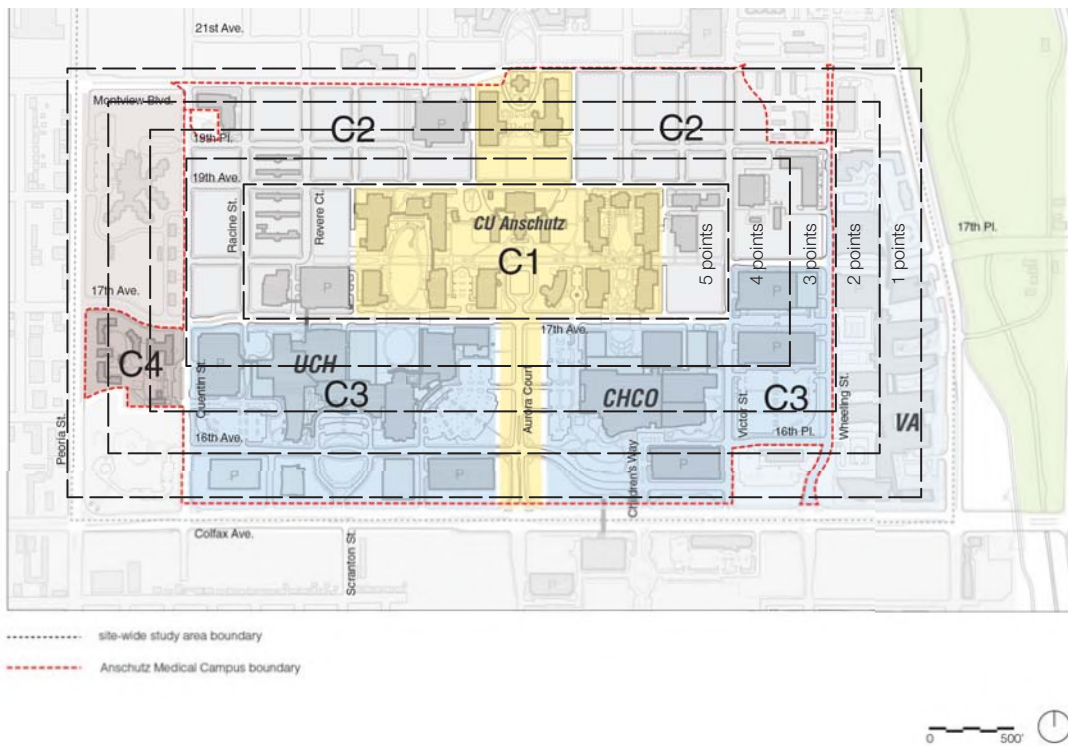 21st Ave.
Montview Blvd.
C2
C2
P
19th Pl.
19th Ave.
Racine St.
Revere Ct.
CU Anschutz
C1
5 points
4 points
3 points
2 points
1 points
17th Pl.
17th Ave.
P
P
17th Ave.
C4
Quentin St.
UCH
C3
Aurora Court
CHCO
P
Victor St.
C3
Wheeling St.
VA
Peoria St.
16th Ave.
16th Pl.
P
P
P
Children's Way
Colfax Ave.
Scranton St.
P
P
site-wide study area boundary
Anschutz Medical Campus boundary
0 500'